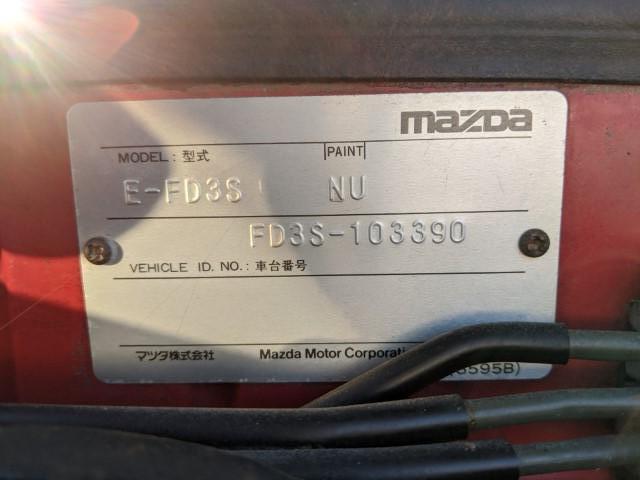 mazda
MODEL: 型式 PAINT
E-FD3S NU
FD3S-103390
VEHICLE ID. NO.: 車台番号
マツダ株式会社 Mazda Motor Corporation